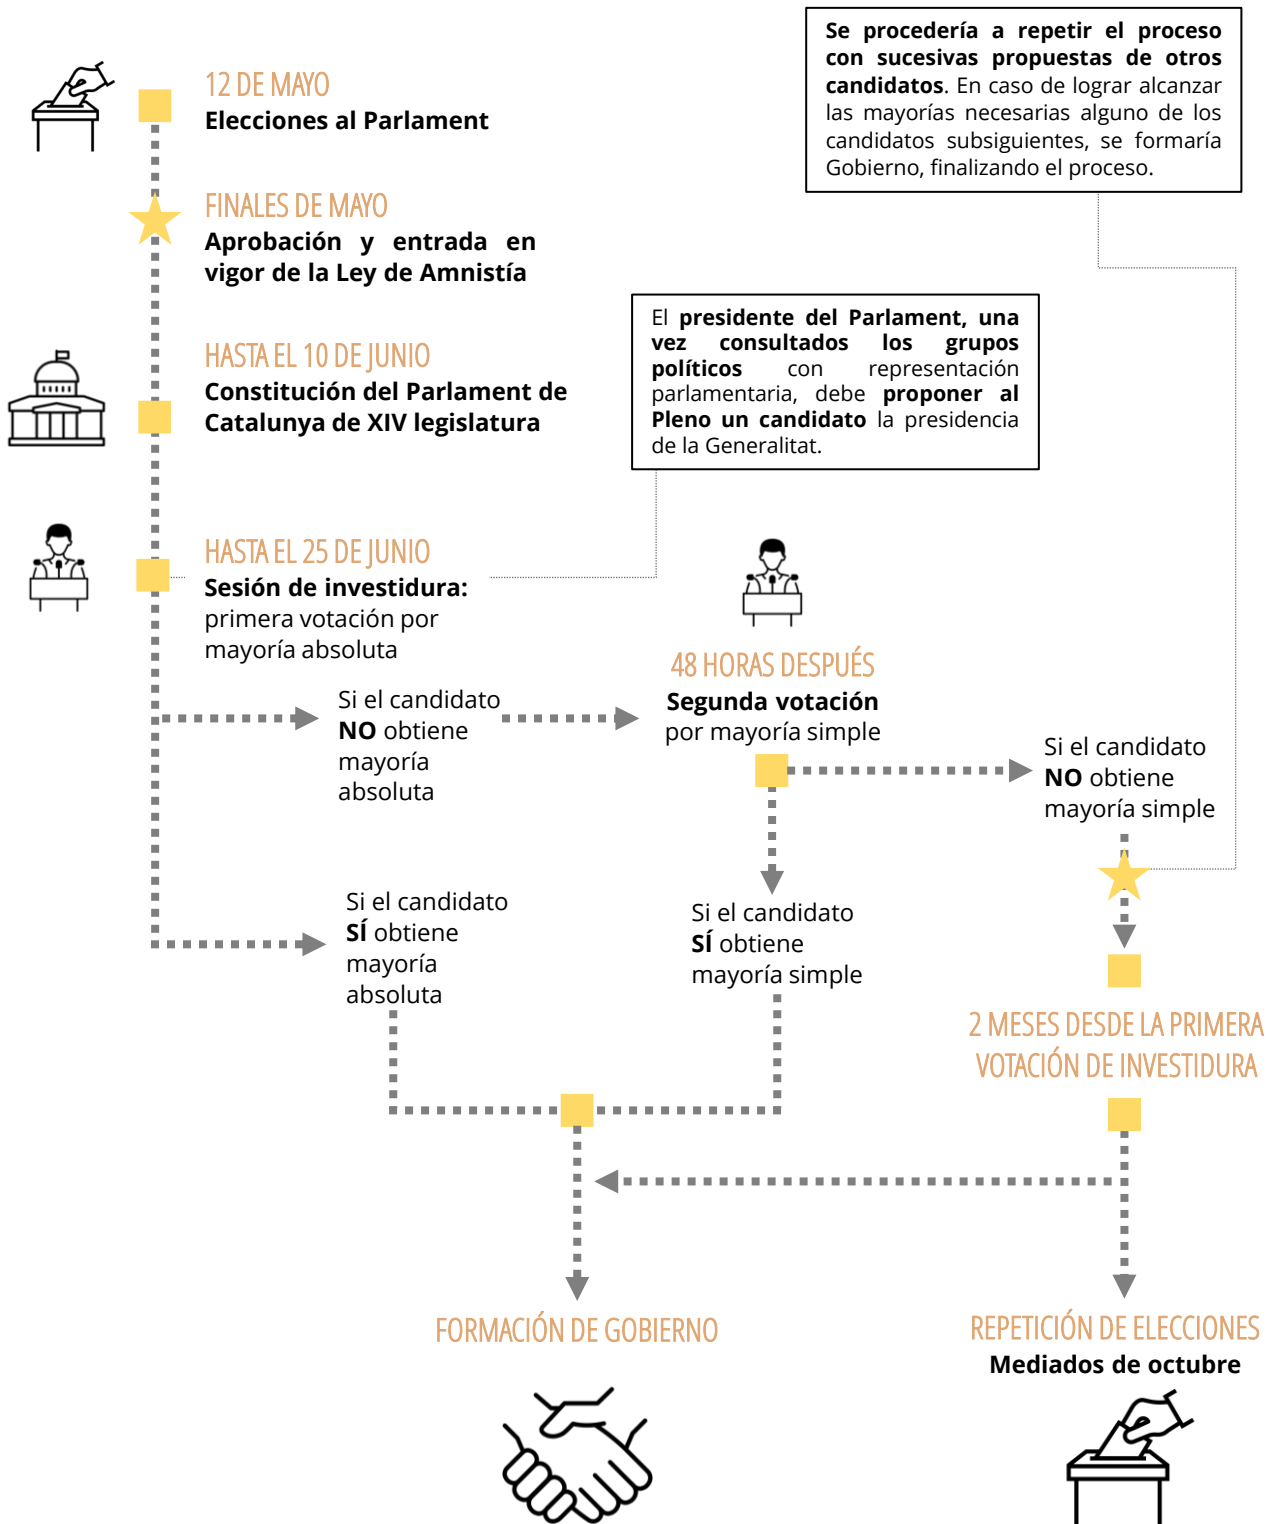 Se procedería a repetir el proceso
con sucesivas propuestas de otros
candidatos. En caso de lograr alcanzar
las mayorías necesarias alguno de los
candidatos subsiguientes, se formaría
Gobierno, finalizando el proceso.
12 DE MAYO
Elecciones al Parlament
FINALES DE MAYO
Aprobación y entrada en
vigor de la Ley de Amnistía
El presidente del Parlament, una
vez consultados los grupos
políticos con representación
parlamentaria, debe proponer al
Pleno un candidato la presidencia
de la Generalitat.
HASTA EL 10 DE JUNIO
Constitución del Parlament de
Catalunya de XIV legislatura
HASTA EL 25 DE JUNIO
Sesión de investidura:
primera votación por
mayoría absoluta
Si el candidato
NO obtiene
mayoría
absoluta
48 HORAS DESPUÉS
Segunda votación
por mayoría simple
Si el candidato
NO obtiene
mayoría simple
Si el candidato
SÍ obtiene
mayoría
absoluta
Si el candidato
SÍ obtiene
mayoría simple
2 MESES DESDE LA PRIMERA
VOTACIÓN DE INVESTIDURA
FORMACIÓN DE GOBIERNO
REPETICIÓN DE ELECCIONES
Mediados de octubre